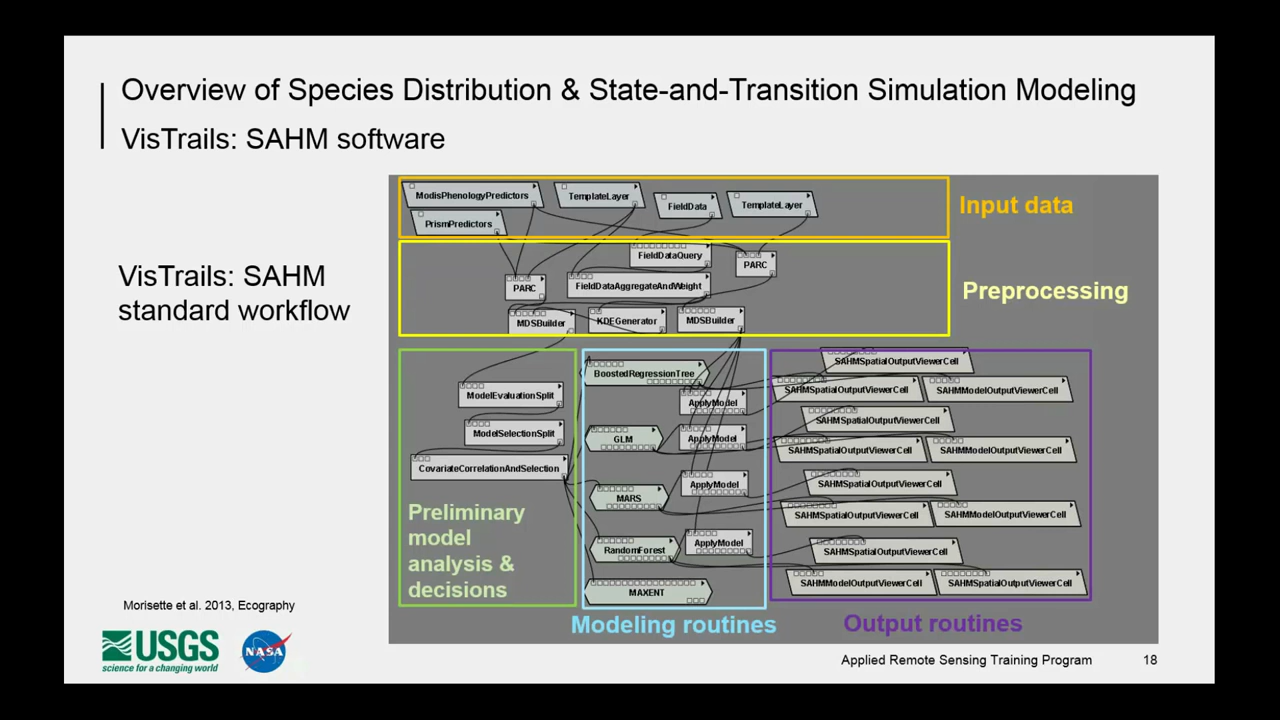 Overview of Species Distribution & State-and-Transition Simulation Modeling
VisTrails: SAHM software
VisTrails: SAHM
standard workflow
ModisPhenologyPredictors
TemplateLayer
FieldData
TemplateLayer
PrismPredictors
Input data
FieldDataQuery
PARC
PARC
FieldDataAggregateAndWeight
MDSBuilder
KDEGenerator
MDSBuilder
Preprocessing
ModelEvaluationSplit
ModelSelectionSplit
CovariateCorrelationAndSelection
Preliminary
model
analysis &
decisions
BoostedRegressionTree
ApplyModel
GLM
ApplyModel
ApplyModel
MARS
ApplyModel
RandomForest
MAXENT
Modeling routines
SAHMSpatialOutputViewerCell
SAHMSpatialOutputViewerCell
SAHMModelOutputViewerCell
SAHMSpatialOutputViewerCell
SAHMSpatialOutputViewerCell
SAHMModelOutputViewerCell
SAHMSpatialOutputViewerCell
SAHMSpatialOutputViewerCell
SAHMModelOutputViewerCell
SAHMSpatialOutputViewerCell
SAHMModelOutputViewerCell
SAHMSpatialOutputViewerCell
Output routines
Morisette et al. 2013, Ecography
USGS
science for a changing world
NASA
Applied Remote Sensing Training Program
18